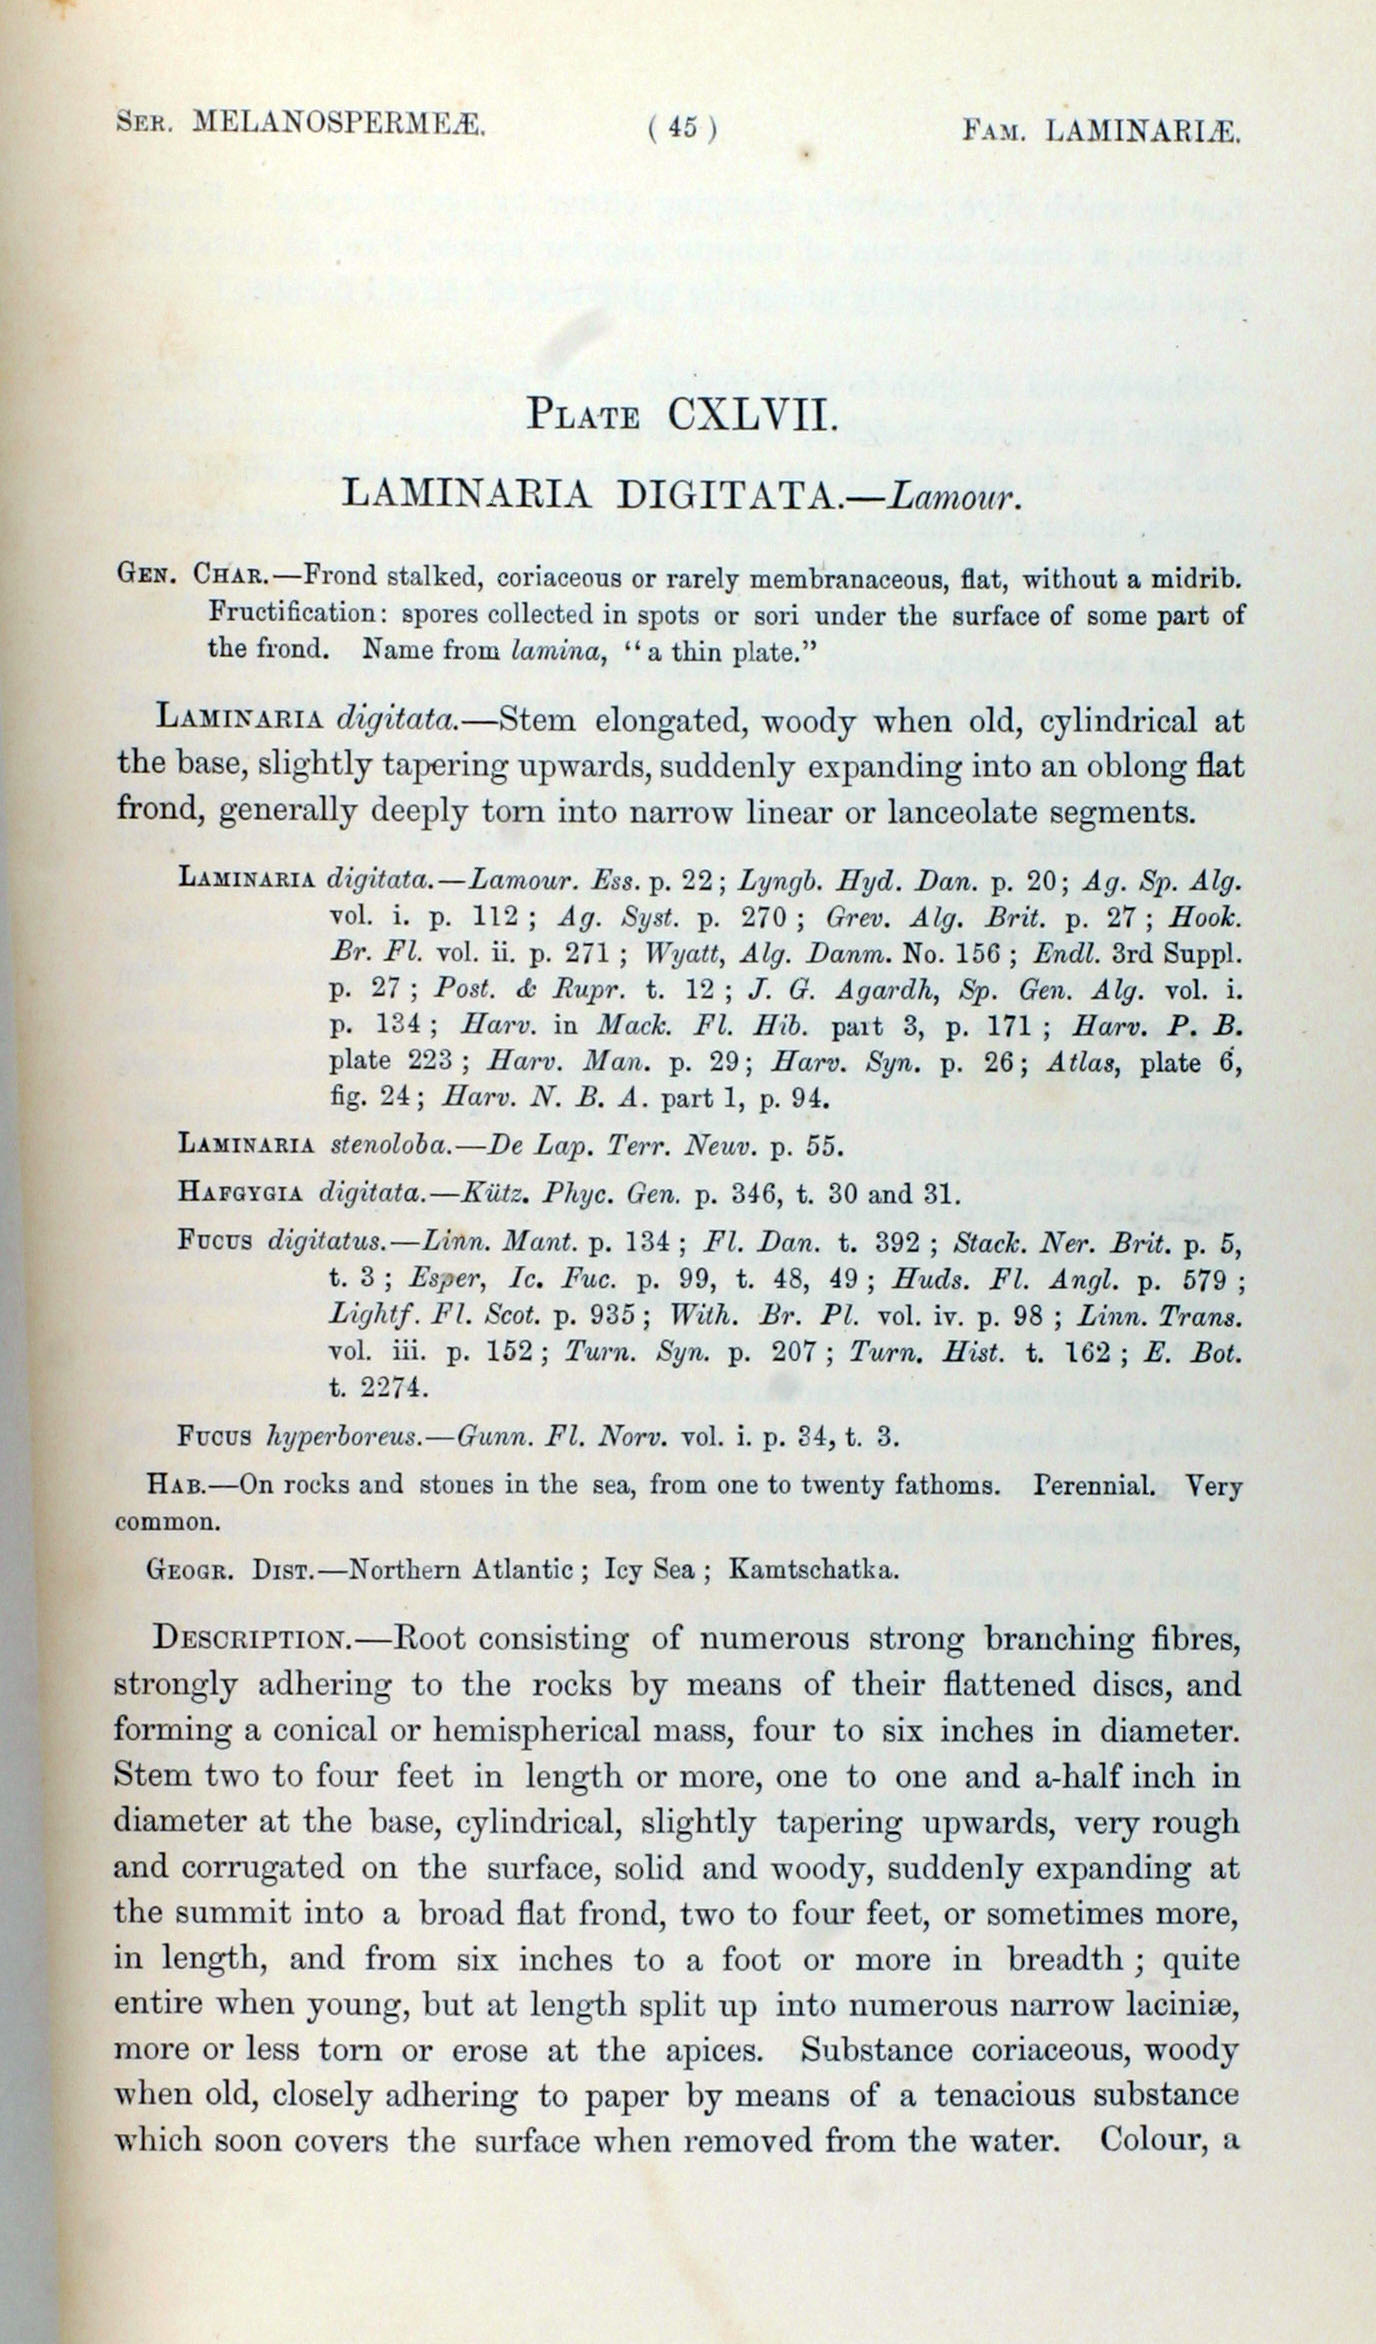 Ser. MELANOSPERMEÆ. ( 45 ) Fam. LAMINARIÆ.
Plate CXLVII.
LAMINARIA DIGITATA.—Lamour.
Gen. Char.—Frond stalked, coriaceous or rarely membranaceous, flat, without a midrib.
Fructification: spores collected in spots or sori under the surface of some part of
the frond. Name from lamina, “a thin plate.”
Laminaria digitata.—Stem elongated, woody when old, cylindrical at
the base, slightly tapering upwards, suddenly expanding into an oblong flat
frond, generally deeply torn into narrow linear or lanceolate segments.
Laminaria digitata.—Lamour. Ess. p. 22; Lyngb. Hyd. Dan. p. 20; Ag. Sp. Alg.
vol. i. p. 112; Ag. Syst. p. 270; Grev. Alg. Brit. p. 27; Hook.
Br. Fl. vol. ii. p. 271; Wyatt, Alg. Danm. No. 156; Endl. 3rd Suppl.
p. 27; Post. & Rupr. t. 12; J. G. Agardh, Sp. Gen. Alg. vol. i.
p. 134; Harv. in Mack. Fl. Hib. part 3, p. 171; Harv. P. B.
plate 223; Harv. Man. p. 29; Harv. Syn. p. 26; Atlas, plate 6,
fig. 24; Harv. N. B. A. part 1, p. 94.
Laminaria stenoloba.—De Lap. Terr. Neuv. p. 55.
Hafgygia digitata.—Kütz. Phyc. Gen. p. 346, t. 30 and 31.
Fucus digitatus.—Linn. Mant. p. 134; Fl. Dan. t. 392; Stack. Ner. Brit. p. 5,
t. 3; Esper, Ic. Fuc. p. 99, t. 48, 49; Huds. Fl. Angl. p. 579;
Lightf. Fl. Scot. p. 935; With. Br. Pl. vol. iv. p. 98; Linn. Trans.
vol. iii. p. 152; Turn. Syn. p. 207; Turn. Hist. t. 162; E. Bot.
t. 2274.
Fucus hyperboreus.—Gunn. Fl. Norv. vol. i. p. 34, t. 3.
Hab.—On rocks and stones in the sea, from one to twenty fathoms. Perennial. Very
common.
Geogr. Dist.—Northern Atlantic; Icy Sea; Kamtschatka.
Description.—Root consisting of numerous strong branching fibres,
strongly adhering to the rocks by means of their flattened discs, and
forming a conical or hemispherical mass, four to six inches in diameter.
Stem two to four feet in length or more, one to one and a-half inch in
diameter at the base, cylindrical, slightly tapering upwards, very rough
and corrugated on the surface, solid and woody, suddenly expanding at
the summit into a broad flat frond, two to four feet, or sometimes more,
in length, and from six inches to a foot or more in breadth; quite
entire when young, but at length split up into numerous narrow laciniæ,
more or less torn or erose at the apices. Substance coriaceous, woody
when old, closely adhering to paper by means of a tenacious substance
which soon covers the surface when removed from the water. Colour, a